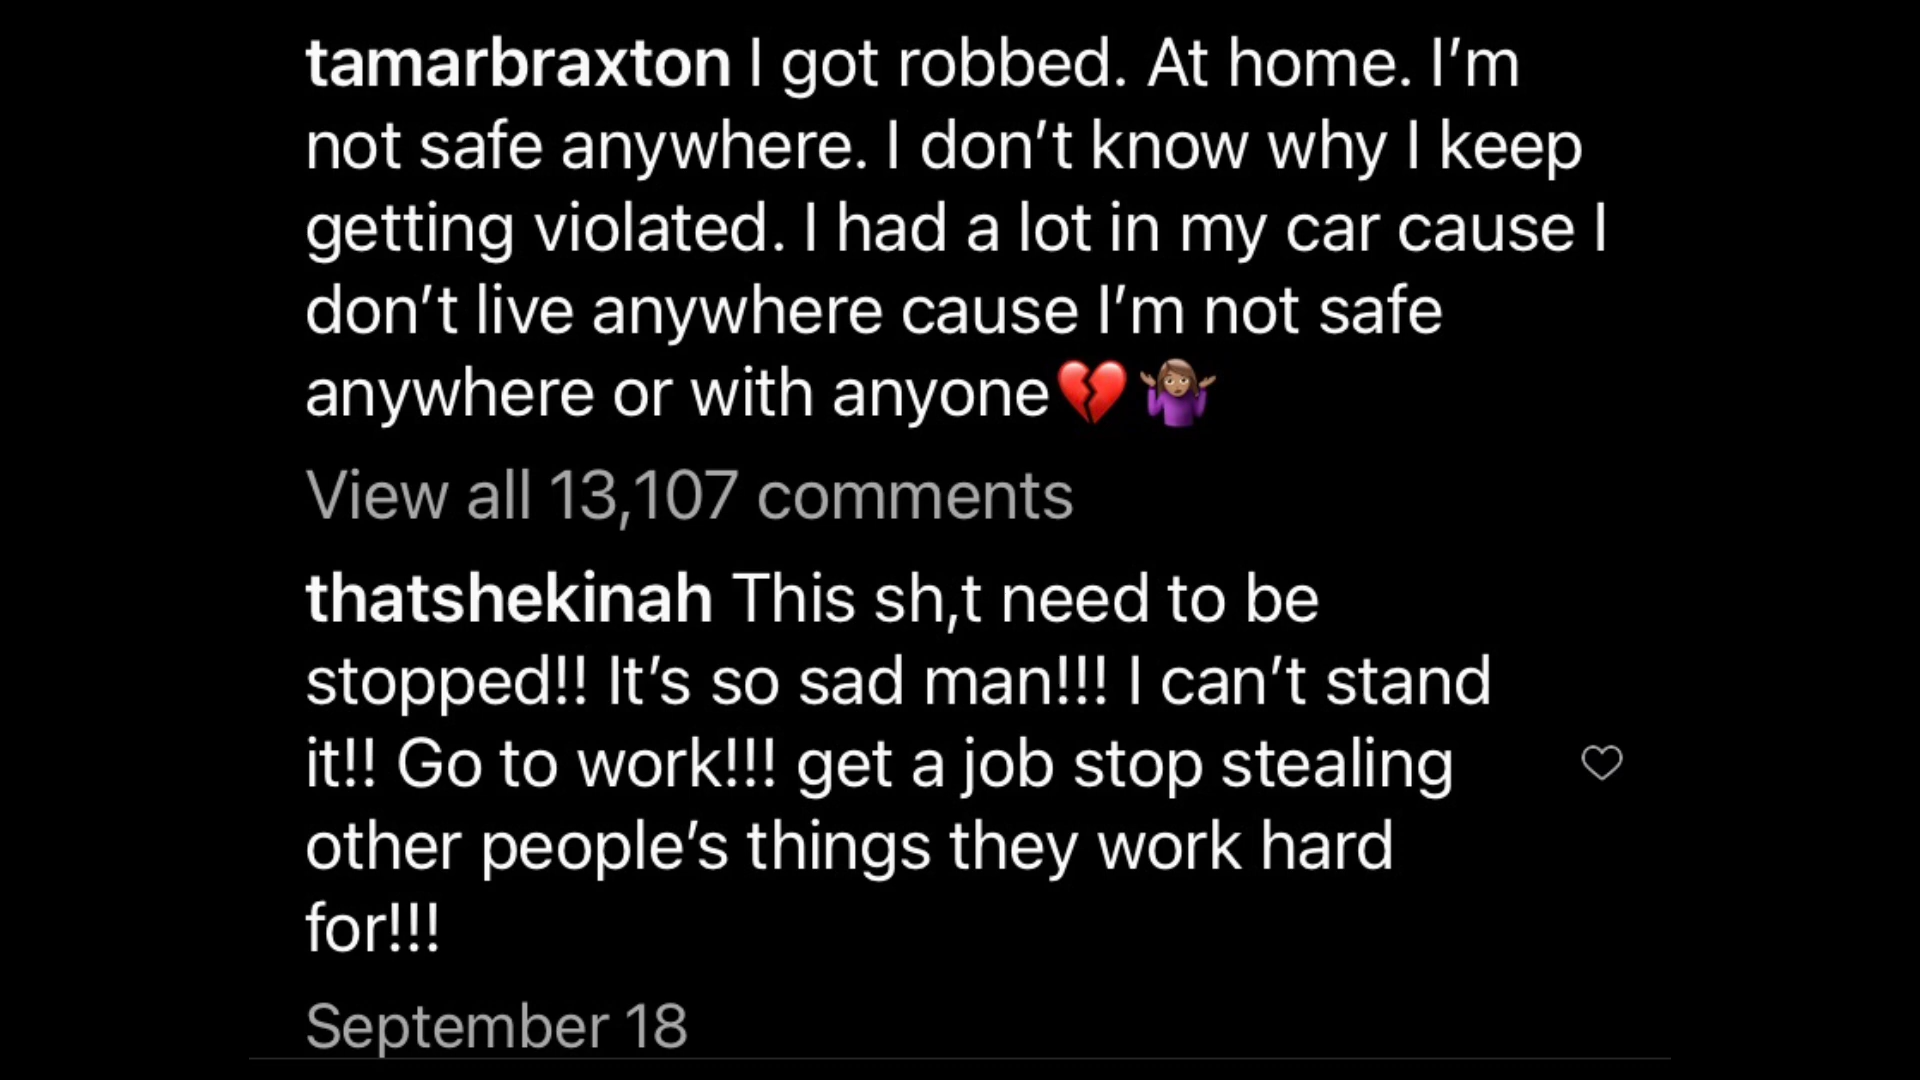 tamarbraxton I got robbed. At home. I’m
not safe anywhere. I don’t know why I keep
getting violated. I had a lot in my car cause I
don’t live anywhere cause I’m not safe
anywhere or with anyone💔🤷🏽‍♀️
View all 13,107 comments
thatshekinah This sh,t need to be
stopped!! It’s so sad man!!! I can’t stand
it!! Go to work!!! get a job stop stealing
other people’s things they work hard
for!!!
September 18